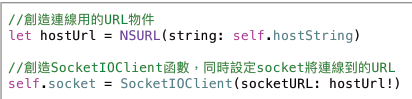 //創造連線用的URL物件
let hostUrl = NSURL(string: self.hostString)
//創造SocketIOClient函數，同時設定socket將連線到的URL
self.socket = SocketIOClient(socketURL: hostUrl!)